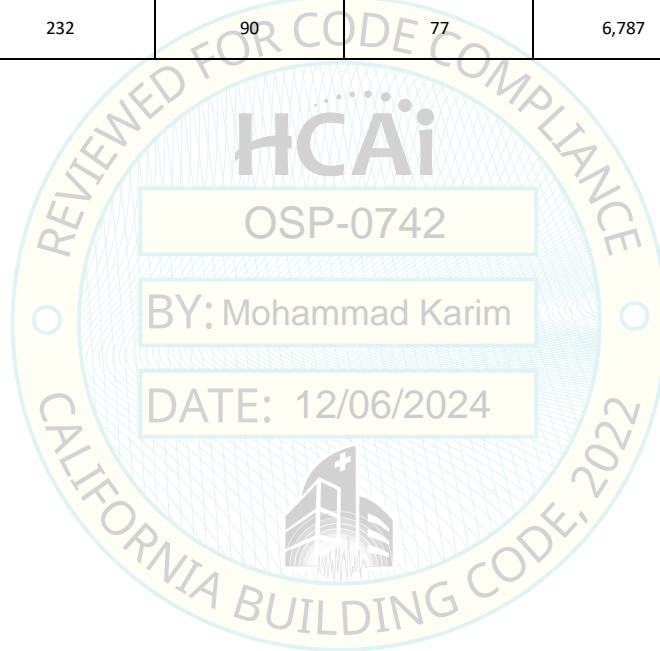 232 90 77 6,787
REVIEWED FOR CODE COMPLIANCE
HCAi
OSP-0742
BY: Mohammad Karim
DATE: 12/06/2024
CALIFORNIA BUILDING CODE, 2022